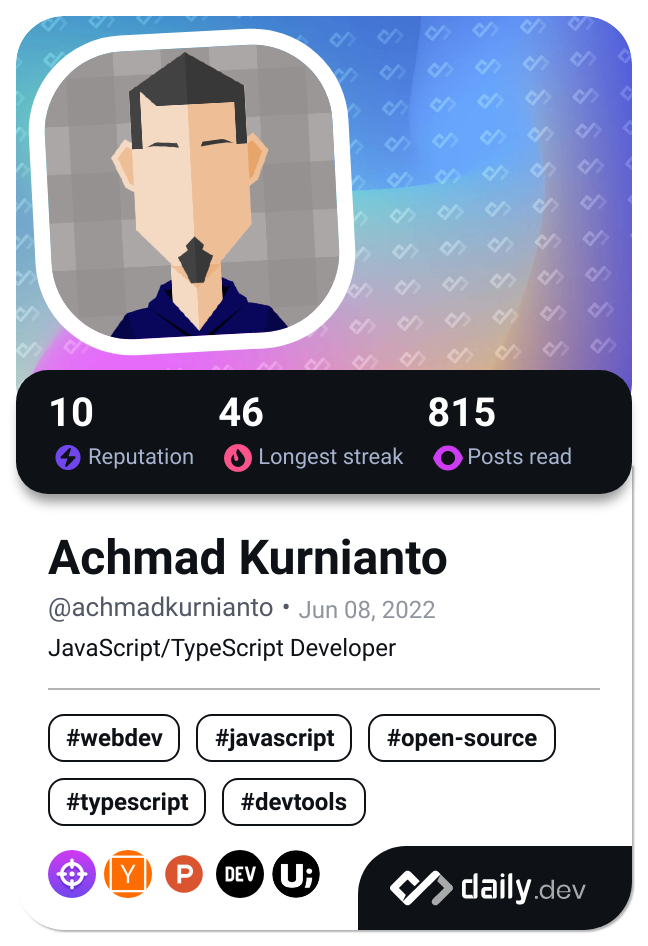 10 46 815
Reputation Longest streak Posts read
Achmad Kurnianto
@achmadkurnianto • Jun 08, 2022
JavaScript/TypeScript Developer
#webdev #javascript #open-source
#typescript #devtools
Y P DEV U;
daily.dev